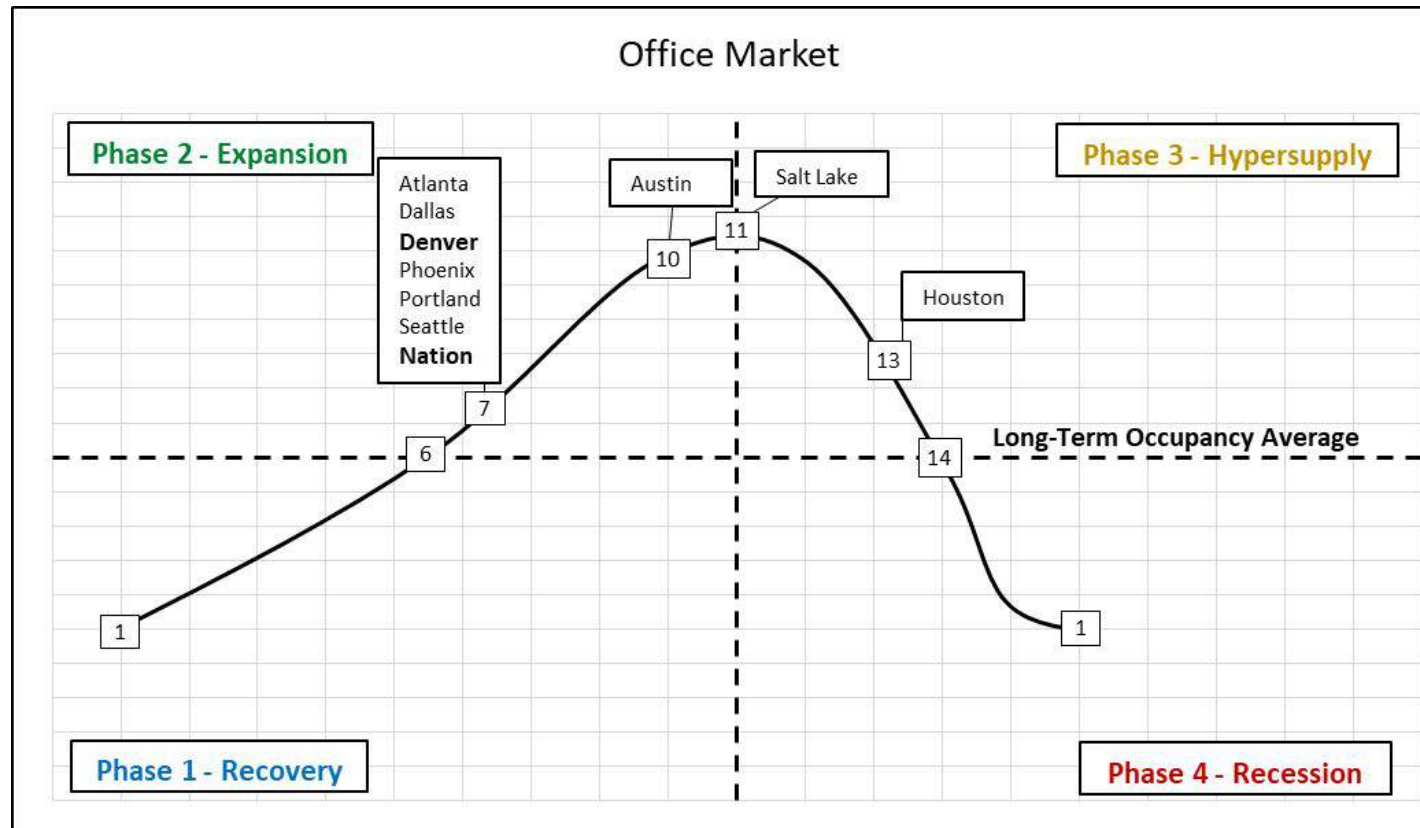 Office Market
Phase 2 - Expansion
Phase 3 - Hypersupply
Atlanta
Dallas
Denver
Phoenix
Portland
Seattle
Nation
Austin
Salt Lake
11
10
Houston
13
7
6
Long-Term Occupancy Average
14
1
1
Phase 1 - Recovery
Phase 4 - Recession